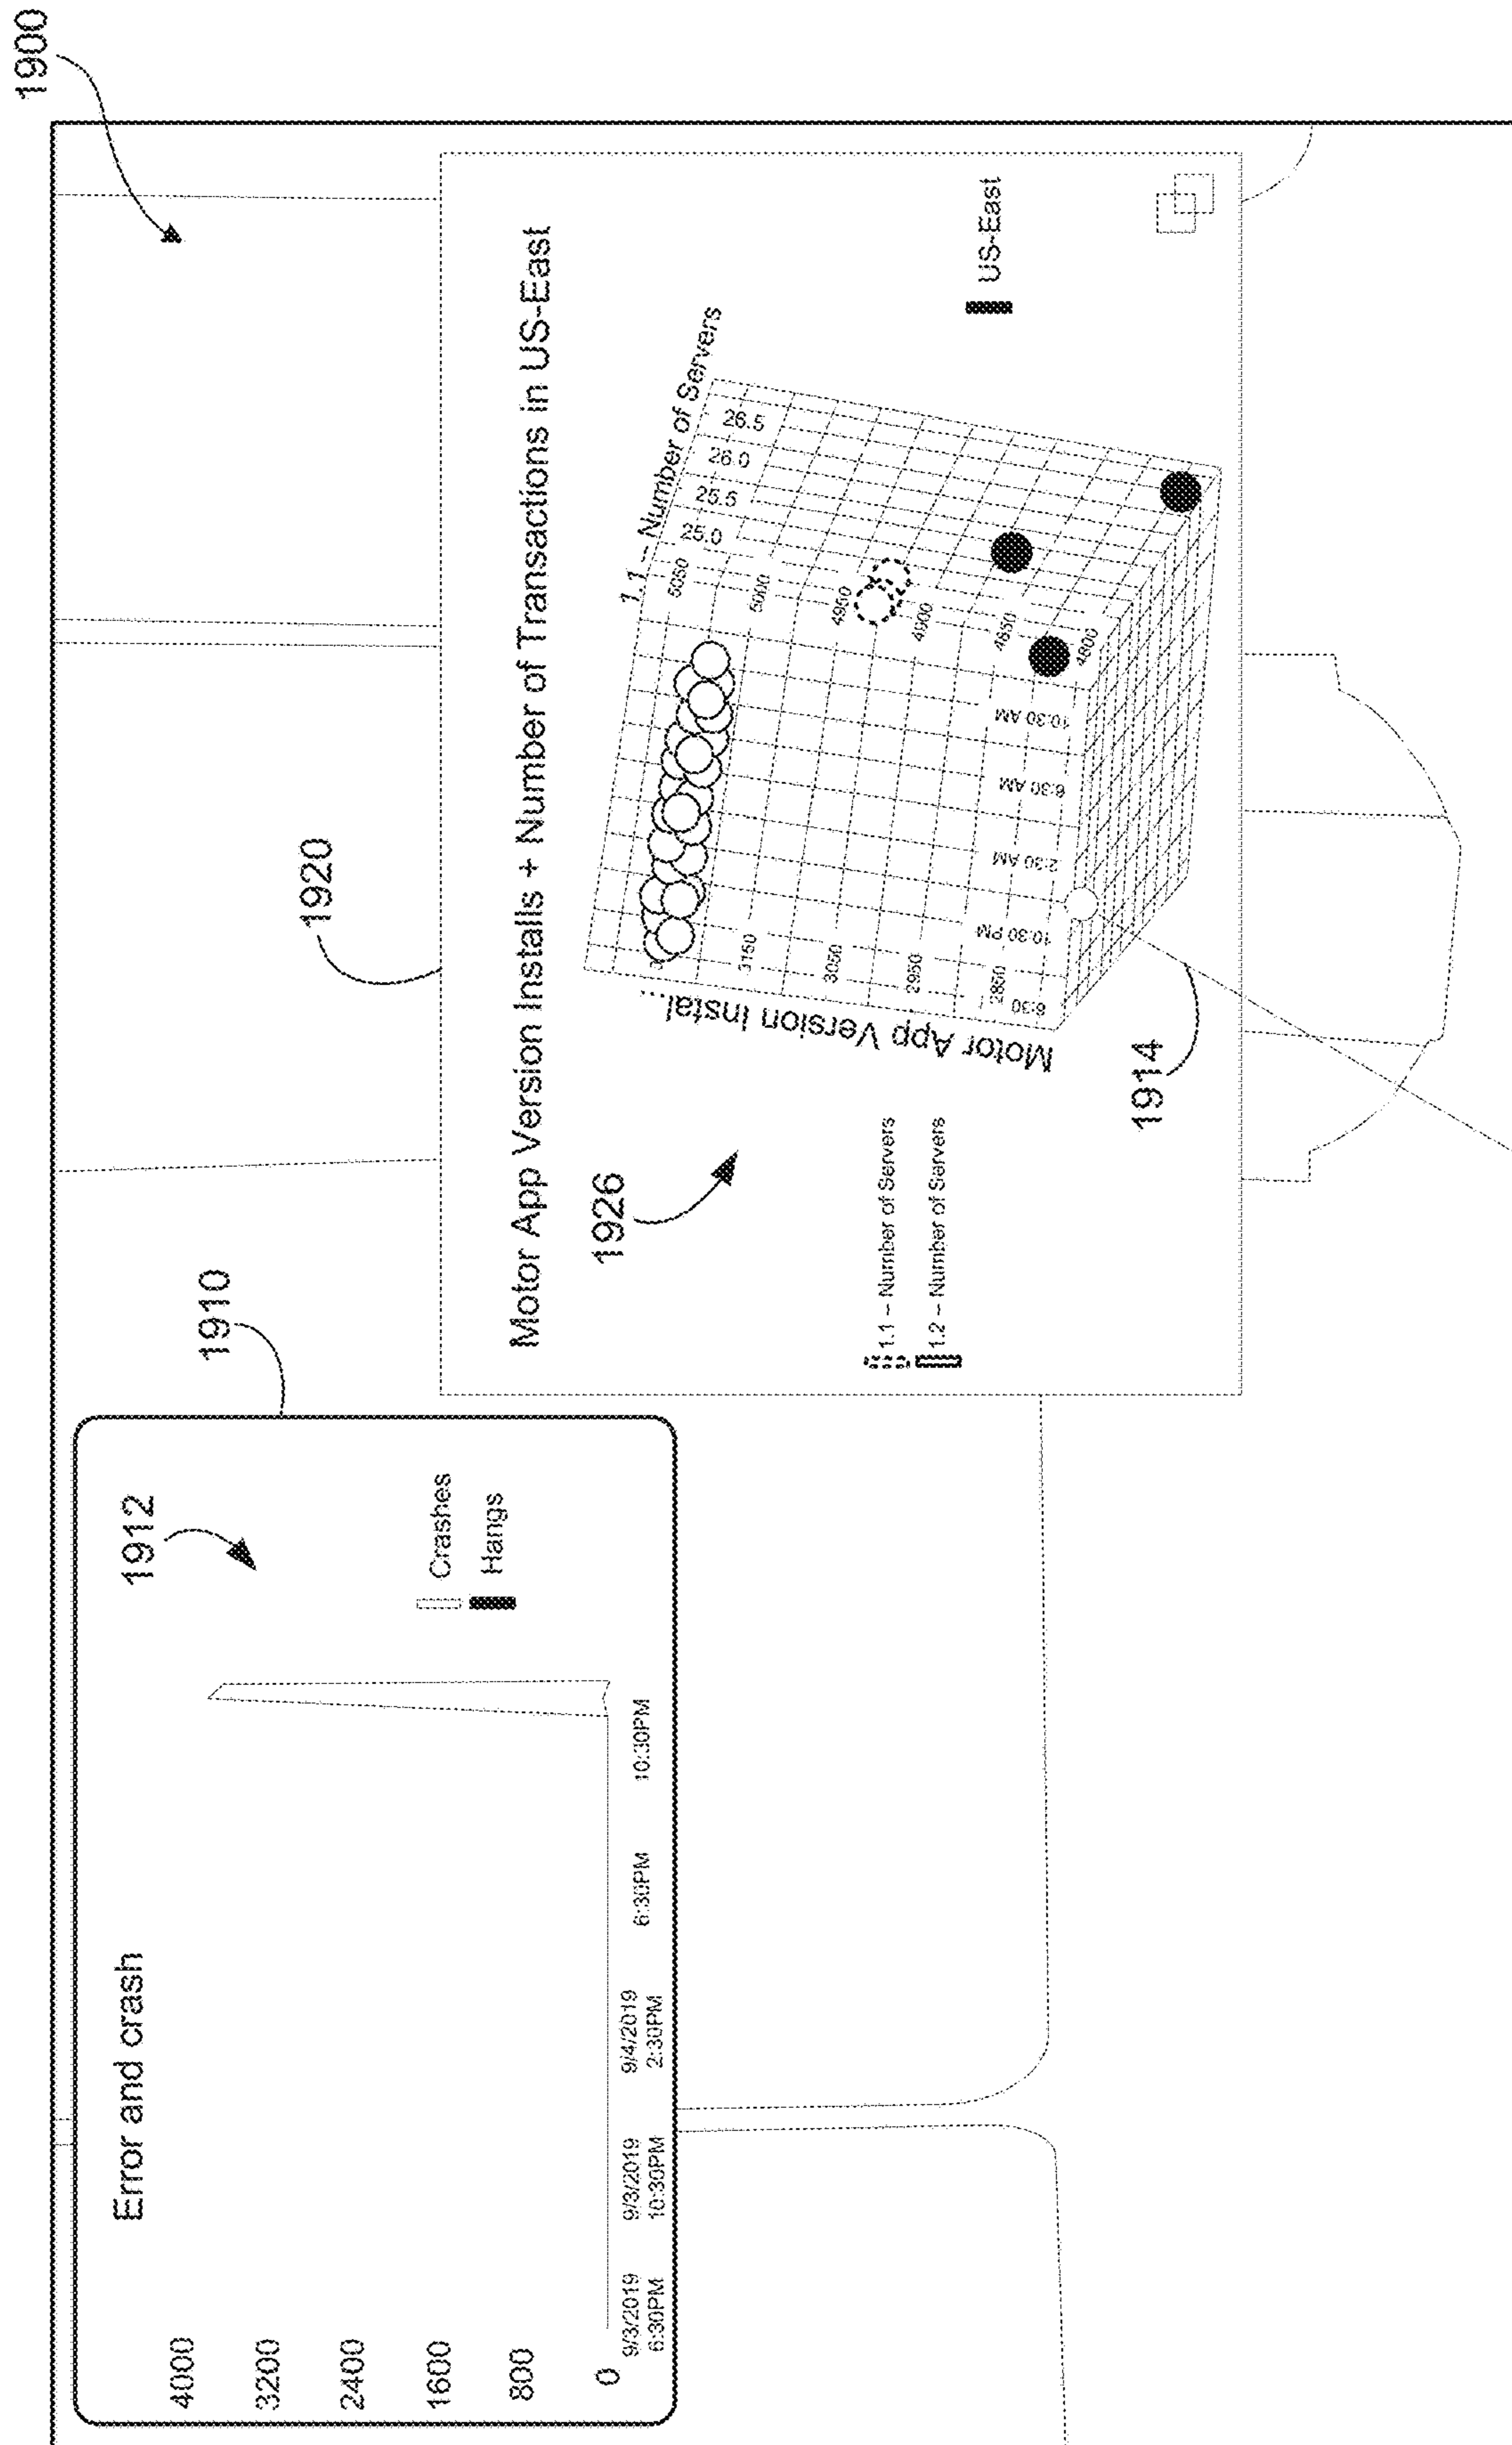 1900
1910
1912
Error and crash
4000
3200
2400
1600
800
0
Crashes
Hangs
9/3/2019
6:30PM
9/3/2019
10:30PM
9/4/2019
2:30PM
6:30PM
10:30PM
1920
Motor App Version Installs + Number of Transactions in US-East
1926
1.1 -- Number of Servers
25.0
25.5
26.0
26.5
5050
5000
4950
4900
4850
4800
3150
3050
2950
2850
6:30
10:30 PM
2:30 AM
6:30 AM
10:30 AM
Motor App Version Instal...
1.1 – Number of Servers
1.2 – Number of Servers
US-East
1914